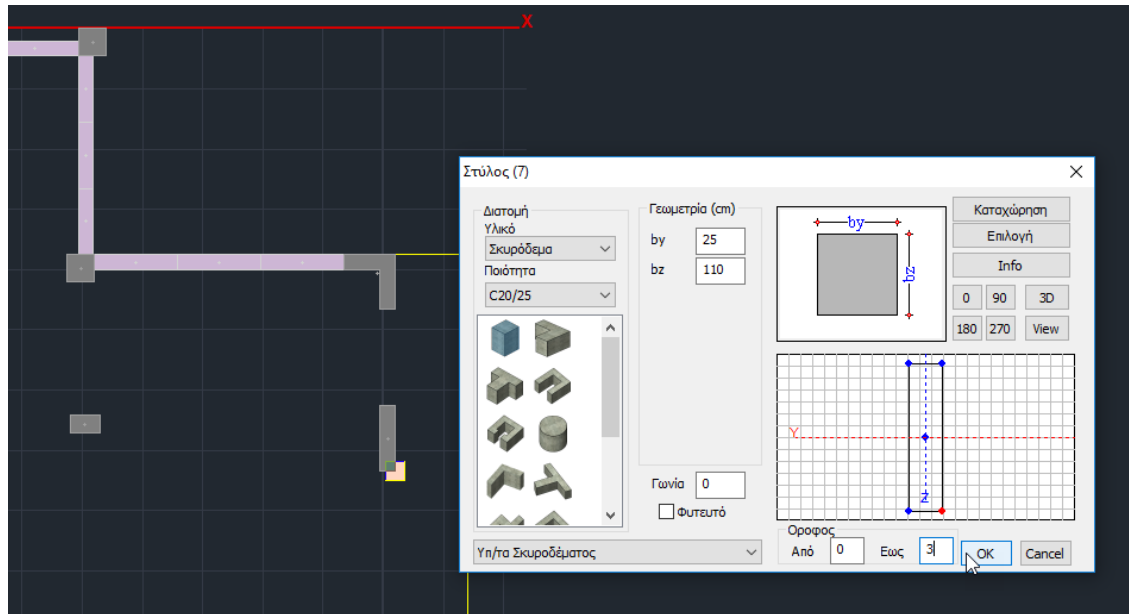 X
Στύλος (7)
Διατομή
Υλικό
Σκυρόδεμα
Ποιότητα
C20/25
Υπ/τα Σκυροδέματος
Γεωμετρία (cm)
by 25
bz 110
Γωνία 0
Φυτευτό
by
bz
Καταχώρηση
Επιλογή
Info
0 90 3D
180 270 View
Y
Z
Οροφος
Από 0 Εως 3
OK Cancel